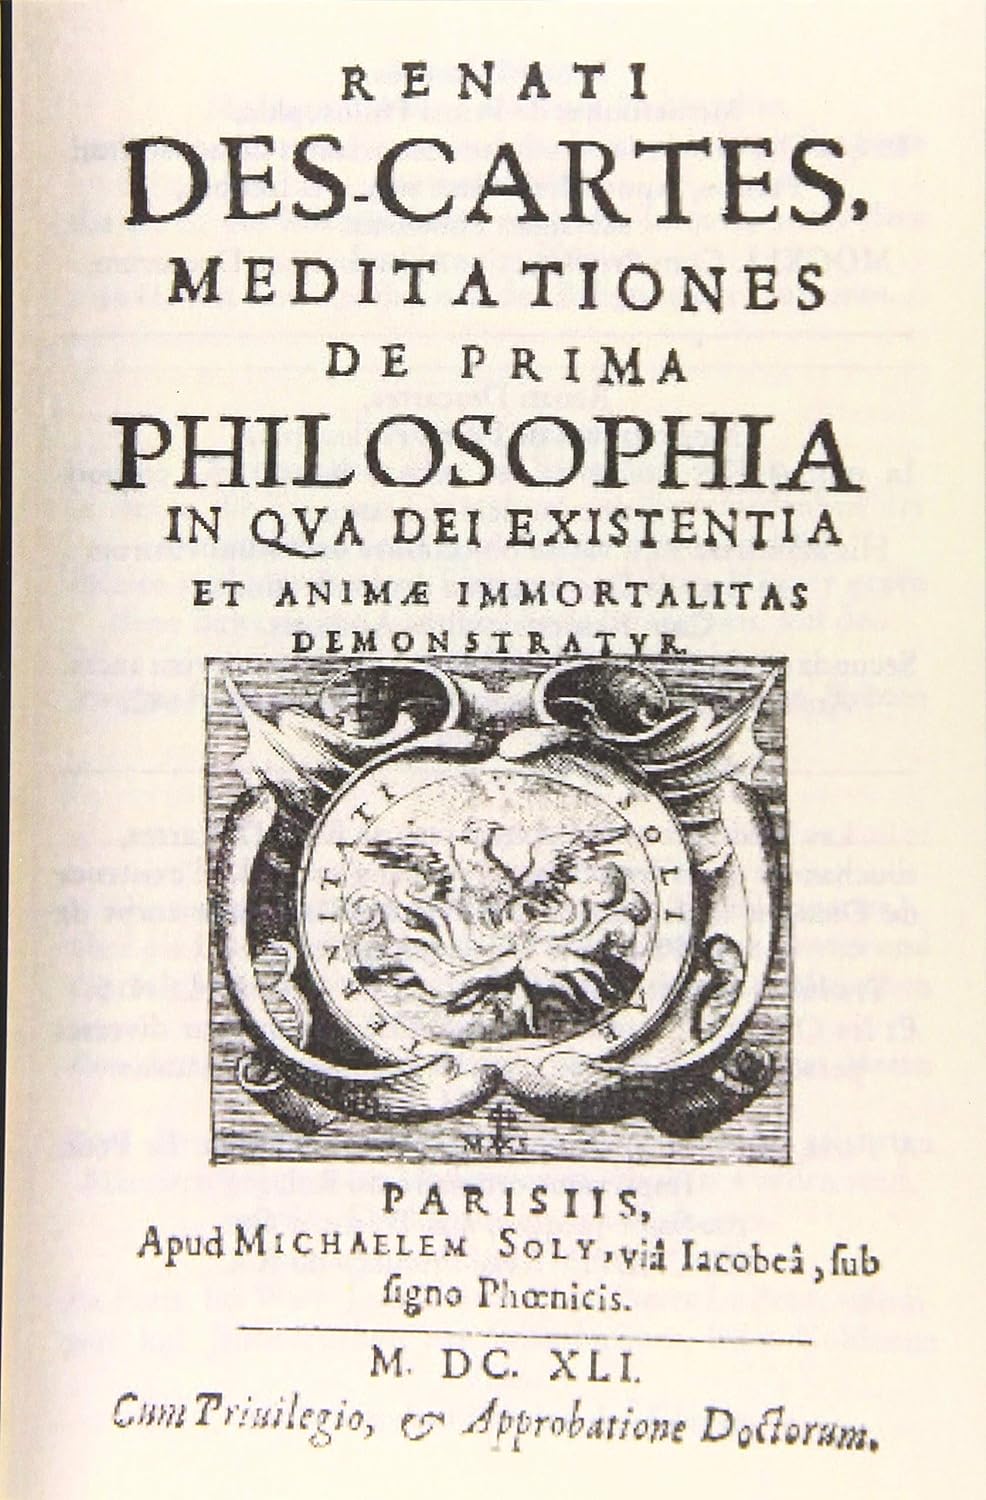 RENATI
DES-CARTES,
MEDITATIONES
DE PRIMA
PHILOSOPHIA
IN QVA DEI EXISTENTIA
ET ANIMÆ IMMORTALITAS
DEMONSTRATVR.
PARISIIS,
Apud MICHAELEM SOLY, viâ Iacobeâ, ſub
ſigno Phœnicis.
M. DC. XLI.
Cum Priuilegio, & Approbatione Doctorum.